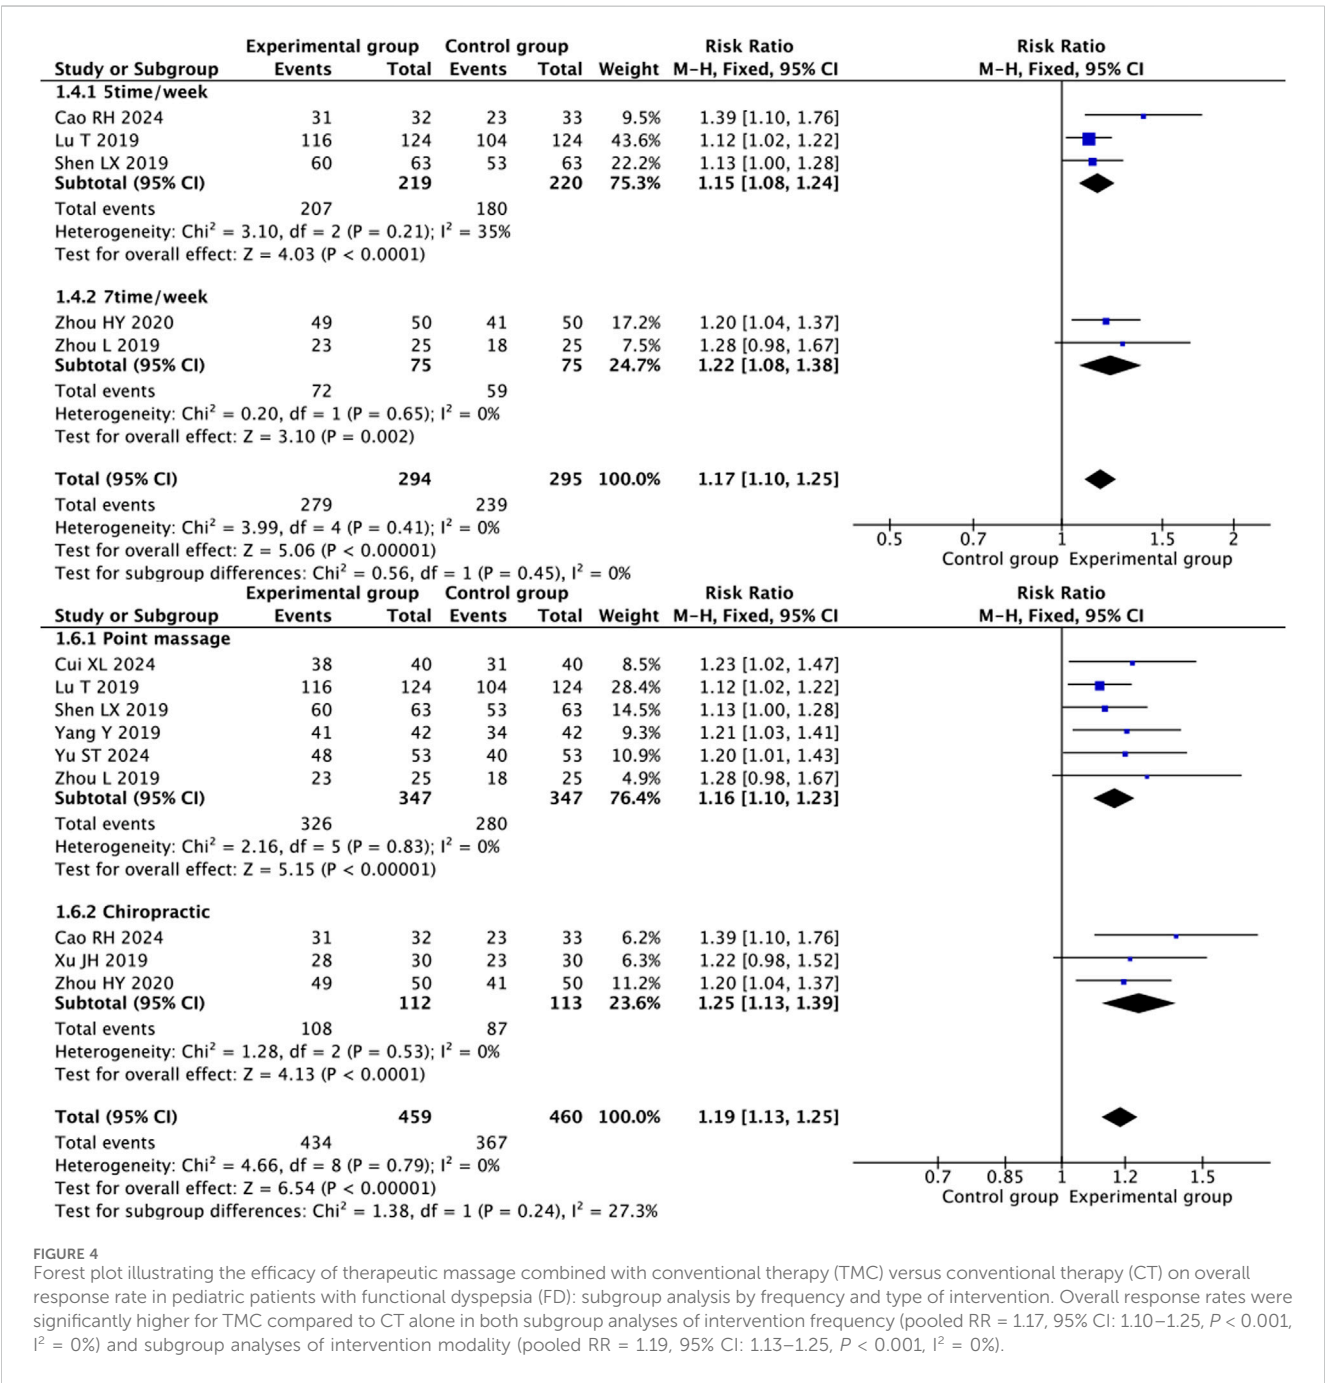 Experimental group Control group Risk Ratio Risk Ratio
Study or Subgroup Events Total Events Total Weight M-H, Fixed, 95% CI M-H, Fixed, 95% CI
1.4.1 5time/week
Cao RH 2024 31 32 23 33 9.5% 1.39 [1.10, 1.76]
Lu T 2019 116 124 104 124 43.6% 1.12 [1.02, 1.22]
Shen LX 2019 60 63 53 63 22.2% 1.13 [1.00, 1.28]
Subtotal (95% CI) 219 220 75.3% 1.15 [1.08, 1.24]
Total events 207 180
Heterogeneity: Chi² = 3.10, df = 2 (P = 0.21); I² = 35%
Test for overall effect: Z = 4.03 (P < 0.0001)
1.4.2 7time/week
Zhou HY 2020 49 50 41 50 17.2% 1.20 [1.04, 1.37]
Zhou L 2019 23 25 18 25 7.5% 1.28 [0.98, 1.67]
Subtotal (95% CI) 75 75 24.7% 1.22 [1.08, 1.38]
Total events 72 59
Heterogeneity: Chi² = 0.20, df = 1 (P = 0.65); I² = 0%
Test for overall effect: Z = 3.10 (P = 0.002)
Total (95% CI) 294 295 100.0% 1.17 [1.10, 1.25]
Total events 279 239
Heterogeneity: Chi² = 3.99, df = 4 (P = 0.41); I² = 0%
Test for overall effect: Z = 5.06 (P < 0.00001)
Test for subgroup differences: Chi² = 0.56, df = 1 (P = 0.45), I² = 0%
0.5 0.7 1 1.5 2
Control group Experimental group
Experimental group Control group Risk Ratio Risk Ratio
Study or Subgroup Events Total Events Total Weight M-H, Fixed, 95% CI M-H, Fixed, 95% CI
1.6.1 Point massage
Cui XL 2024 38 40 31 40 8.5% 1.23 [1.02, 1.47]
Lu T 2019 116 124 104 124 28.4% 1.12 [1.02, 1.22]
Shen LX 2019 60 63 53 63 14.5% 1.13 [1.00, 1.28]
Yang Y 2019 41 42 34 42 9.3% 1.21 [1.03, 1.41]
Yu ST 2024 48 53 40 53 10.9% 1.20 [1.01, 1.43]
Zhou L 2019 23 25 18 25 4.9% 1.28 [0.98, 1.67]
Subtotal (95% CI) 347 347 76.4% 1.16 [1.10, 1.23]
Total events 326 280
Heterogeneity: Chi² = 2.16, df = 5 (P = 0.83); I² = 0%
Test for overall effect: Z = 5.15 (P < 0.00001)
1.6.2 Chiropractic
Cao RH 2024 31 32 23 33 6.2% 1.39 [1.10, 1.76]
Xu JH 2019 28 30 23 30 6.3% 1.22 [0.98, 1.52]
Zhou HY 2020 49 50 41 50 11.2% 1.20 [1.04, 1.37]
Subtotal (95% CI) 112 113 23.6% 1.25 [1.13, 1.39]
Total events 108 87
Heterogeneity: Chi² = 1.28, df = 2 (P = 0.53); I² = 0%
Test for overall effect: Z = 4.13 (P < 0.0001)
Total (95% CI) 459 460 100.0% 1.19 [1.13, 1.25]
Total events 434 367
Heterogeneity: Chi² = 4.66, df = 8 (P = 0.79); I² = 0%
Test for overall effect: Z = 6.54 (P < 0.00001)
Test for subgroup differences: Chi² = 1.38, df = 1 (P = 0.24), I² = 27.3%
0.7 0.85 1 1.2 1.5
Control group Experimental group
FIGURE 4
Forest plot illustrating the efficacy of therapeutic massage combined with conventional therapy (TMC) versus conventional therapy (CT) on overall
response rate in pediatric patients with functional dyspepsia (FD): subgroup analysis by frequency and type of intervention. Overall response rates were
significantly higher for TMC compared to CT alone in both subgroup analyses of intervention frequency (pooled RR = 1.17, 95% CI: 1.10–1.25, P < 0.001,
I² = 0%) and subgroup analyses of intervention modality (pooled RR = 1.19, 95% CI: 1.13–1.25, P < 0.001, I² = 0%).